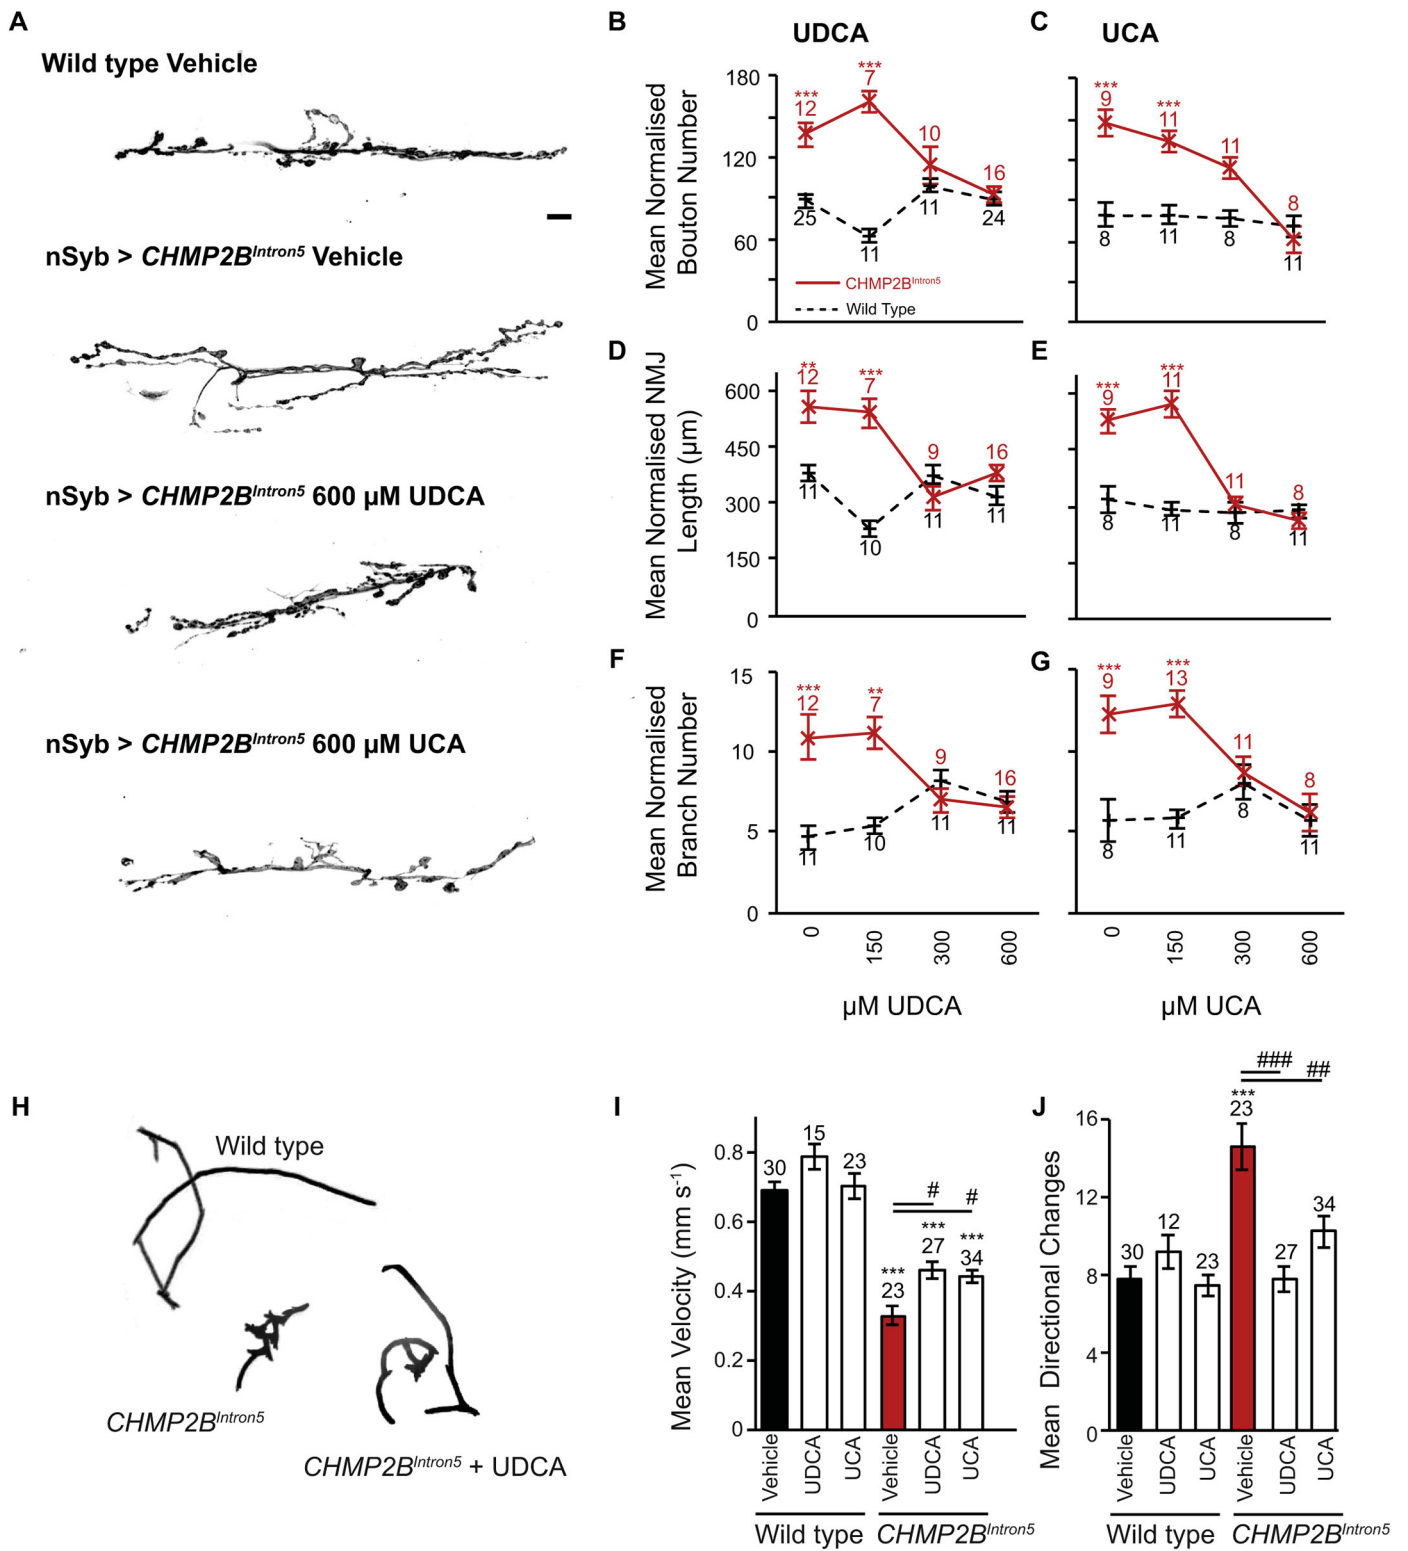 A
Wild type Vehicle
nSyb > CHMP2B^Intron5 Vehicle
nSyb > CHMP2B^Intron5 600 µM UDCA
nSyb > CHMP2B^Intron5 600 µM UCA
B
UDCA
Mean Normalised
Bouton Number
180
120
60
0
***
12
***
7
10
16
25
11
11
24
CHMP2B^Intron5
Wild Type
C
UCA
***
9
***
11
11
8
8
11
8
11
D
Mean Normalised NMJ
Length (µm)
600
450
300
150
0
**
12
***
7
9
16
11
10
11
11
E
***
9
***
11
11
8
8
11
8
11
F
Mean Normalised
Branch Number
15
10
5
0
***
12
**
7
9
16
11
10
11
11
0
150
300
600
µM UDCA
G
***
9
***
13
11
8
8
11
8
11
0
150
300
600
µM UCA
H
Wild type
CHMP2B^Intron5
CHMP2B^Intron5 + UDCA
I
Mean Velocity (mm s^-1)
0.8
0.6
0.4
0.2
0
30
15
23
***
23
***
27
***
34
#
#
Vehicle
UDCA
UCA
Vehicle
UDCA
UCA
Wild type
CHMP2B^Intron5
J
Mean Directional Changes
16
12
8
4
0
30
12
23
***
23
27
34
###
##
Vehicle
UDCA
UCA
Vehicle
UDCA
UCA
Wild type
CHMP2B^Intron5